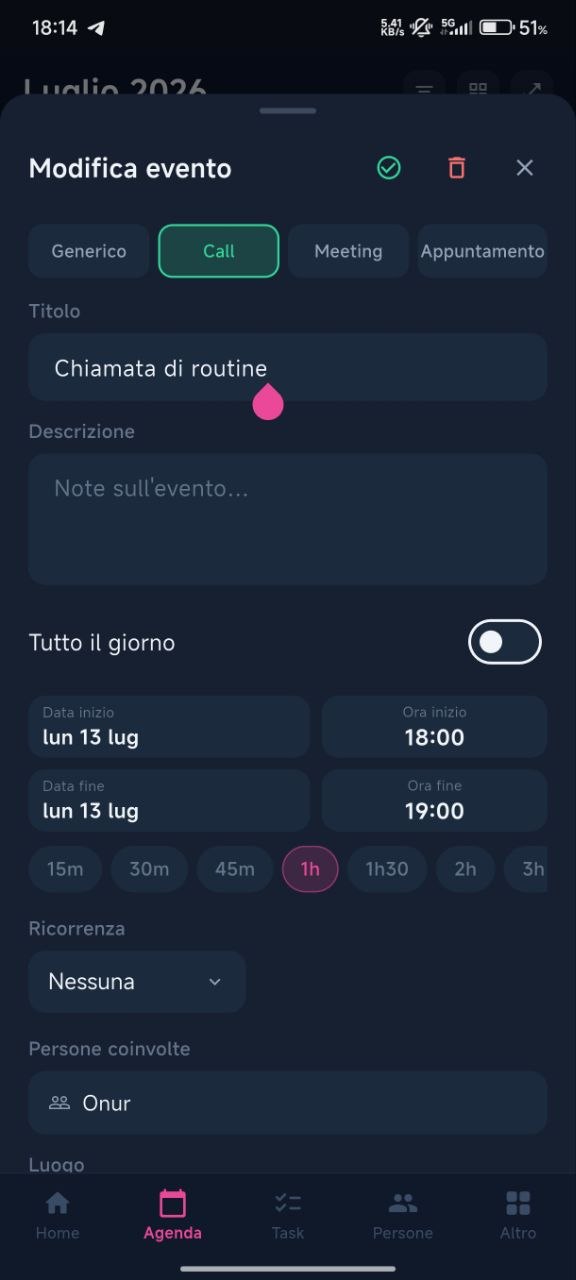 18:14
5,41 KB/s 5G 51%
Luglio 2026
Modifica evento
Generico Call Meeting Appuntamento
Titolo
Chiamata di routine
Descrizione
Note sull'evento...
Tutto il giorno
Data inizio Ora inizio
lun 13 lug 18:00
Data fine Ora fine
lun 13 lug 19:00
15m 30m 45m 1h 1h30 2h 3h
Ricorrenza
Nessuna
Persone coinvolte
Onur
Luogo
Home Agenda Task Persone Altro